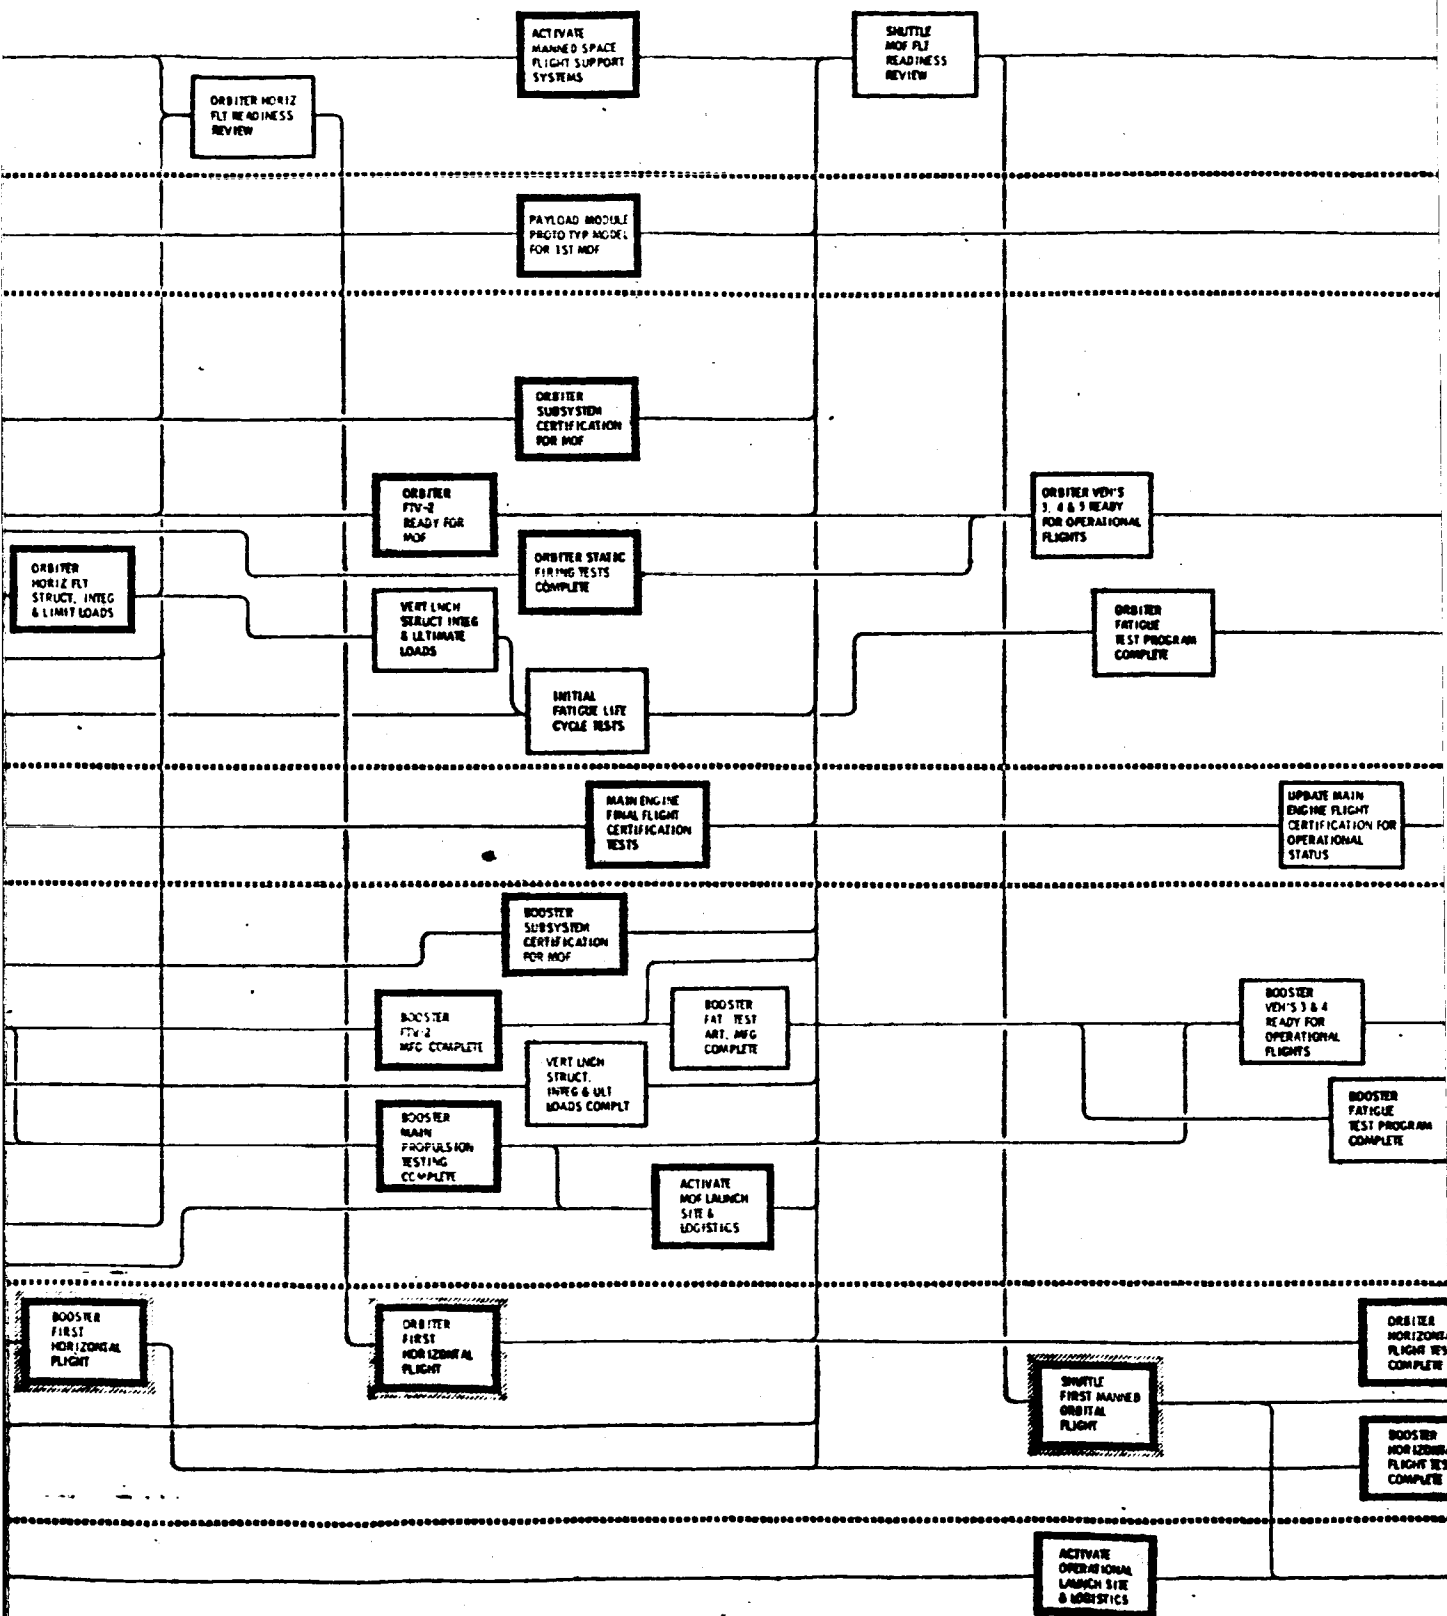 ACTIVATE
MANNED SPACE
FLIGHT SUPPORT
SYSTEMS
SHUTTLE
MOF FLT
READINESS
REVIEW
ORBITER HORIZ
FLT READINESS
REVIEW
PAYLOAD MODULE
PROTO TYP MODEL
FOR 1ST MOF
ORBITER
SUBSYSTEM
CERTIFICATION
FOR MOF
ORBITER
FTV-2
READY FOR
MOF
ORBITER VEH'S
3, 4 & 5 READY
FOR OPERATIONAL
FLIGHTS
ORBITER STATIC
FIRING TESTS
COMPLETE
ORBITER
HORIZ FLT
STRUCT, INTEG
& LIMIT LOADS
VERT LNCH
STRUCT INTEG
& ULTIMATE
LOADS
ORBITER
FATIGUE
TEST PROGRAM
COMPLETE
INITIAL
FATIGUE LIFE
CYCLE TESTS
MAIN ENGINE
FINAL FLIGHT
CERTIFICATION
TESTS
UPDATE MAIN
ENGINE FLIGHT
CERTIFICATION FOR
OPERATIONAL
STATUS
BOOSTER
SUBSYSTEM
CERTIFICATION
FOR MOF
BOOSTER
FTV-2
MFG COMPLETE
BOOSTER
FAT TEST
ART. MFG
COMPLETE
BOOSTER
VEH'S 3 & 4
READY FOR
OPERATIONAL
FLIGHTS
VERT LNCH
STRUCT.
INTEG & ULT
LOADS COMPLT
BOOSTER
FATIGUE
TEST PROGRAM
COMPLETE
BOOSTER
MAIN
PROPULSION
TESTING
COMPLETE
ACTIVATE
MOF LAUNCH
SITE &
LOGISTICS
BOOSTER
FIRST
HORIZONTAL
FLIGHT
ORBITER
FIRST
HORIZONTAL
FLIGHT
ORBITER
HORIZONTA
FLIGHT TES
COMPLETE
SHUTTLE
FIRST MANNED
ORBITAL
FLIGHT
BOOSTER
HORIZONTA
FLIGHT TES
COMPLETE
ACTIVATE
OPERATIONAL
LAUNCH SITE
& LOGISTICS